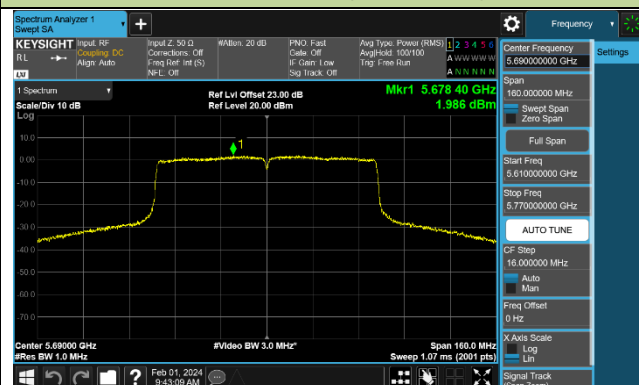 Spectrum Analyzer 1
Swept SA
+
Frequency
KEYSIGHT
RL
LXI
Input: RF
Coupling: DC
Align: Auto
Input Z: 50 Ω
Corrections: Off
Freq Ref: Int (S)
NFE: Off
#Atten: 20 dB
PNO: Fast
Gate: Off
IF Gain: Low
Sig Track: Off
Avg Type: Power (RMS)
Avg|Hold: 100/100
Trig: Free Run
1 2 3 4 5 6
A W W W W W
A N N N N N
Center Frequency
5.690000000 GHz
Settings
Span
160.000000 MHz
Swept Span
Zero Span
Full Span
Start Freq
5.610000000 GHz
Stop Freq
5.770000000 GHz
AUTO TUNE
CF Step
16.000000 MHz
Auto
Man
Freq Offset
0 Hz
X Axis Scale
Log
Lin
Signal Track
(Span Zoom)
1 Spectrum
Scale/Div 10 dB
Log
Ref Lvl Offset 23.00 dB
Ref Level 20.00 dBm
Mkr1 5.678 40 GHz
1.986 dBm
1
10.0
0.00
-10.0
-20.0
-30.0
-40.0
-50.0
-60.0
-70.0
Center 5.69000 GHz
#Res BW 1.0 MHz
#Video BW 3.0 MHz*
Span 160.0 MHz
Sweep 1.07 ms (2001 pts)
?
Feb 01, 2024
9:43:09 AM